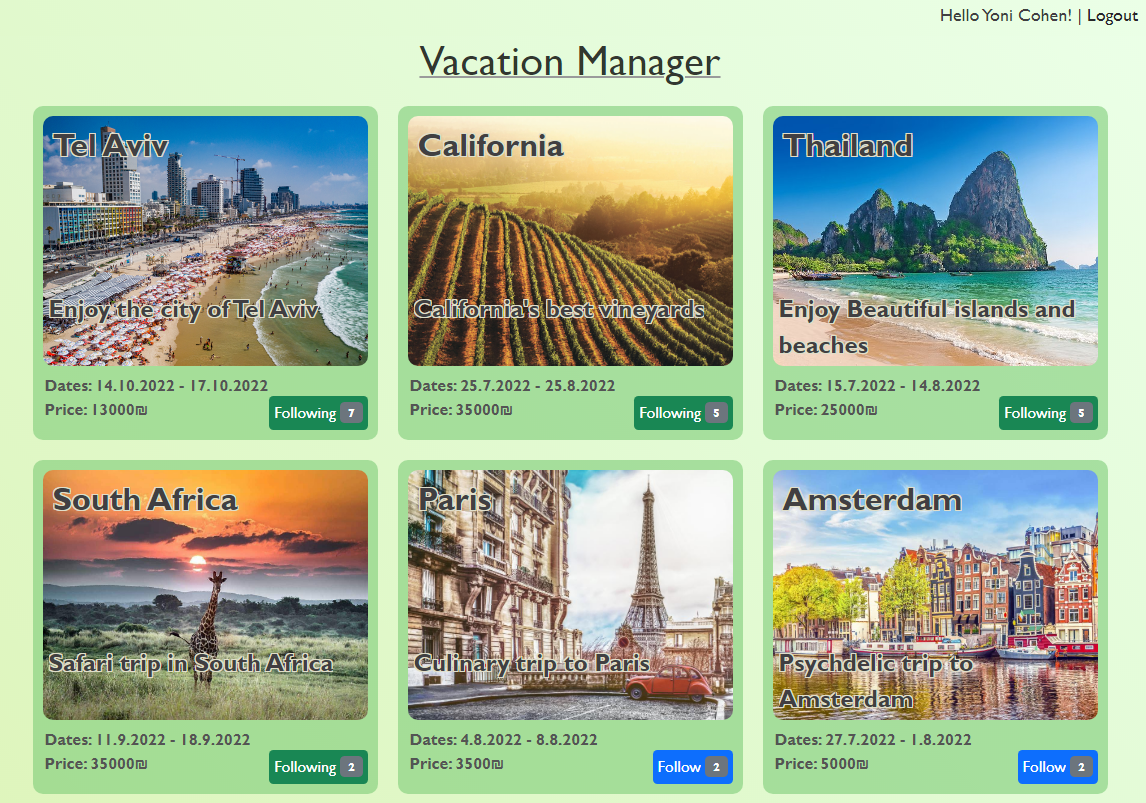 Hello Yoni Cohen! | Logout
Vacation Manager
Tel Aviv
Enjoy the city of Tel Aviv
Dates: 14.10.2022 - 17.10.2022
Price: 13000₪
Following 7
California
California's best vineyards
Dates: 25.7.2022 - 25.8.2022
Price: 35000₪
Following 5
Thailand
Enjoy Beautiful islands and
beaches
Dates: 15.7.2022 - 14.8.2022
Price: 25000₪
Following 5
South Africa
Safari trip in South Africa
Dates: 11.9.2022 - 18.9.2022
Price: 35000₪
Following 2
Paris
Culinary trip to Paris
Dates: 4.8.2022 - 8.8.2022
Price: 3500₪
Follow 2
Amsterdam
Psychdelic trip to
Amsterdam
Dates: 27.7.2022 - 1.8.2022
Price: 5000₪
Follow 2